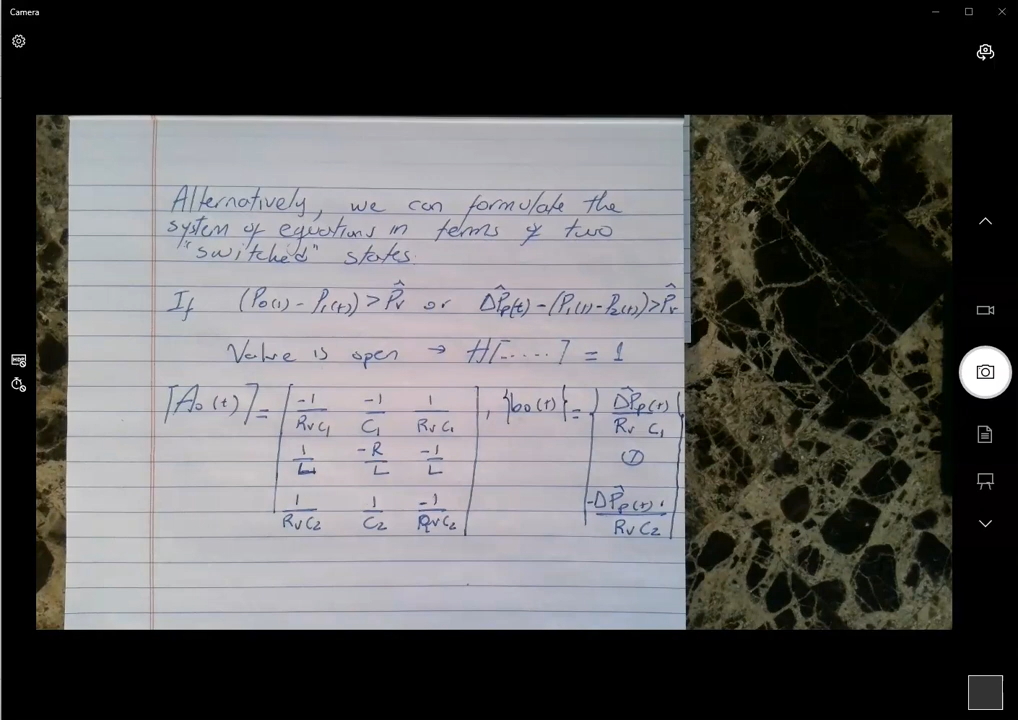 Camera
Alternatively, we can formulate the
system of equations in terms of two
"switched" states.
If (P₀(t) - P₁(t)) > P̂ᵥ or ΔP̂ₚ(t) - (P₁(t) - P₂(t)) > P̂ᵥ
Valve is open → H[.....] = 1
[A₀(t)] = [ -1/(RᵥC₁) -1/C₁ 1/(RᵥC₁) ], {b₀(t)} = { ΔP̂ₚ(t)/(Rᵥ C₁) }
[ 1/L -R/L -1/L ] { 0 }
[ 1/(RᵥC₂) 1/C₂ -1/(RᵥC₂) ] { -ΔP̂ₚ(t)/(RᵥC₂) }